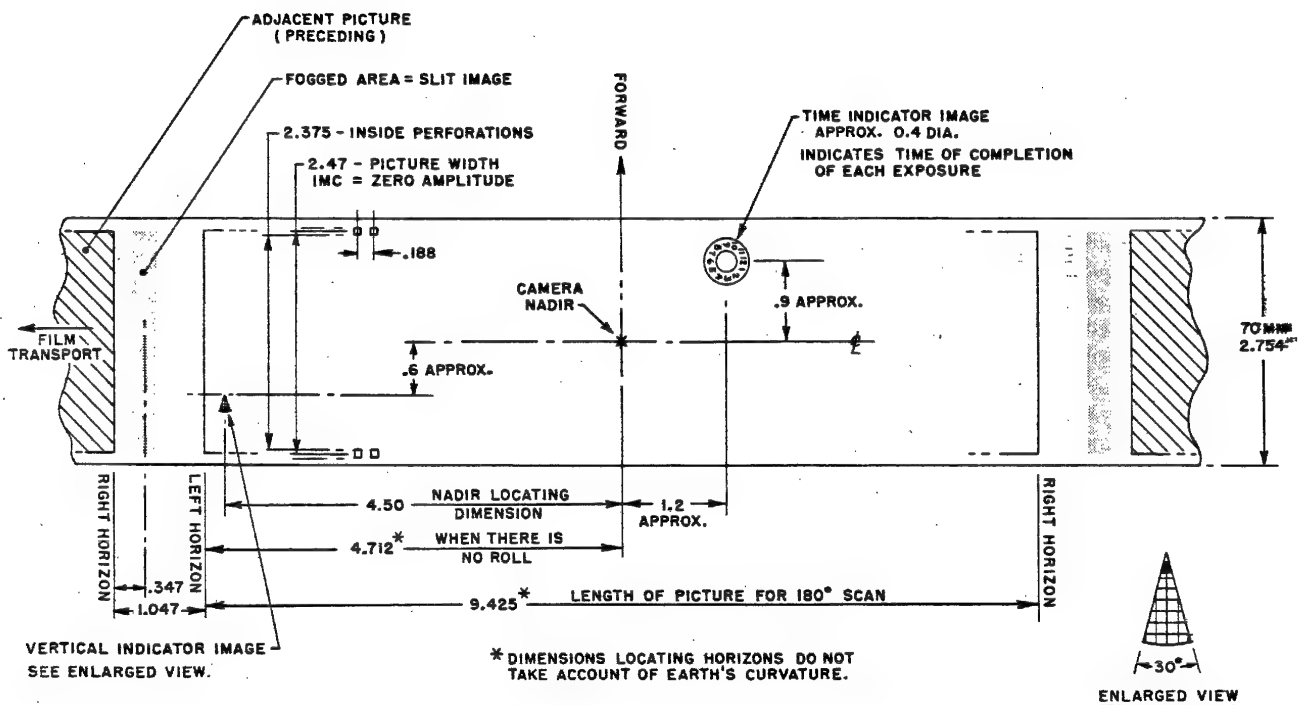 ADJACENT PICTURE
( PRECEDING )
FOGGED AREA = SLIT IMAGE
2.375 - INSIDE PERFORATIONS
2.47 - PICTURE WIDTH
IMC = ZERO AMPLITUDE
FORWARD
TIME INDICATOR IMAGE
APPROX. 0.4 DIA.
INDICATES TIME OF COMPLETION
OF EACH EXPOSURE
.188
CAMERA
NADIR
.9 APPROX.
FILM
TRANSPORT
.6 APPROX.
70 MM
2.754
RIGHT HORIZON
LEFT HORIZON
4.50 NADIR LOCATING
DIMENSION
1.2
APPROX.
4.712* WHEN THERE IS
NO ROLL
.347
1.047
9.425* LENGTH OF PICTURE FOR 180° SCAN
RIGHT HORIZON
VERTICAL INDICATOR IMAGE
SEE ENLARGED VIEW.
* DIMENSIONS LOCATING HORIZONS DO NOT
TAKE ACCOUNT OF EARTH'S CURVATURE.
30°
ENLARGED VIEW